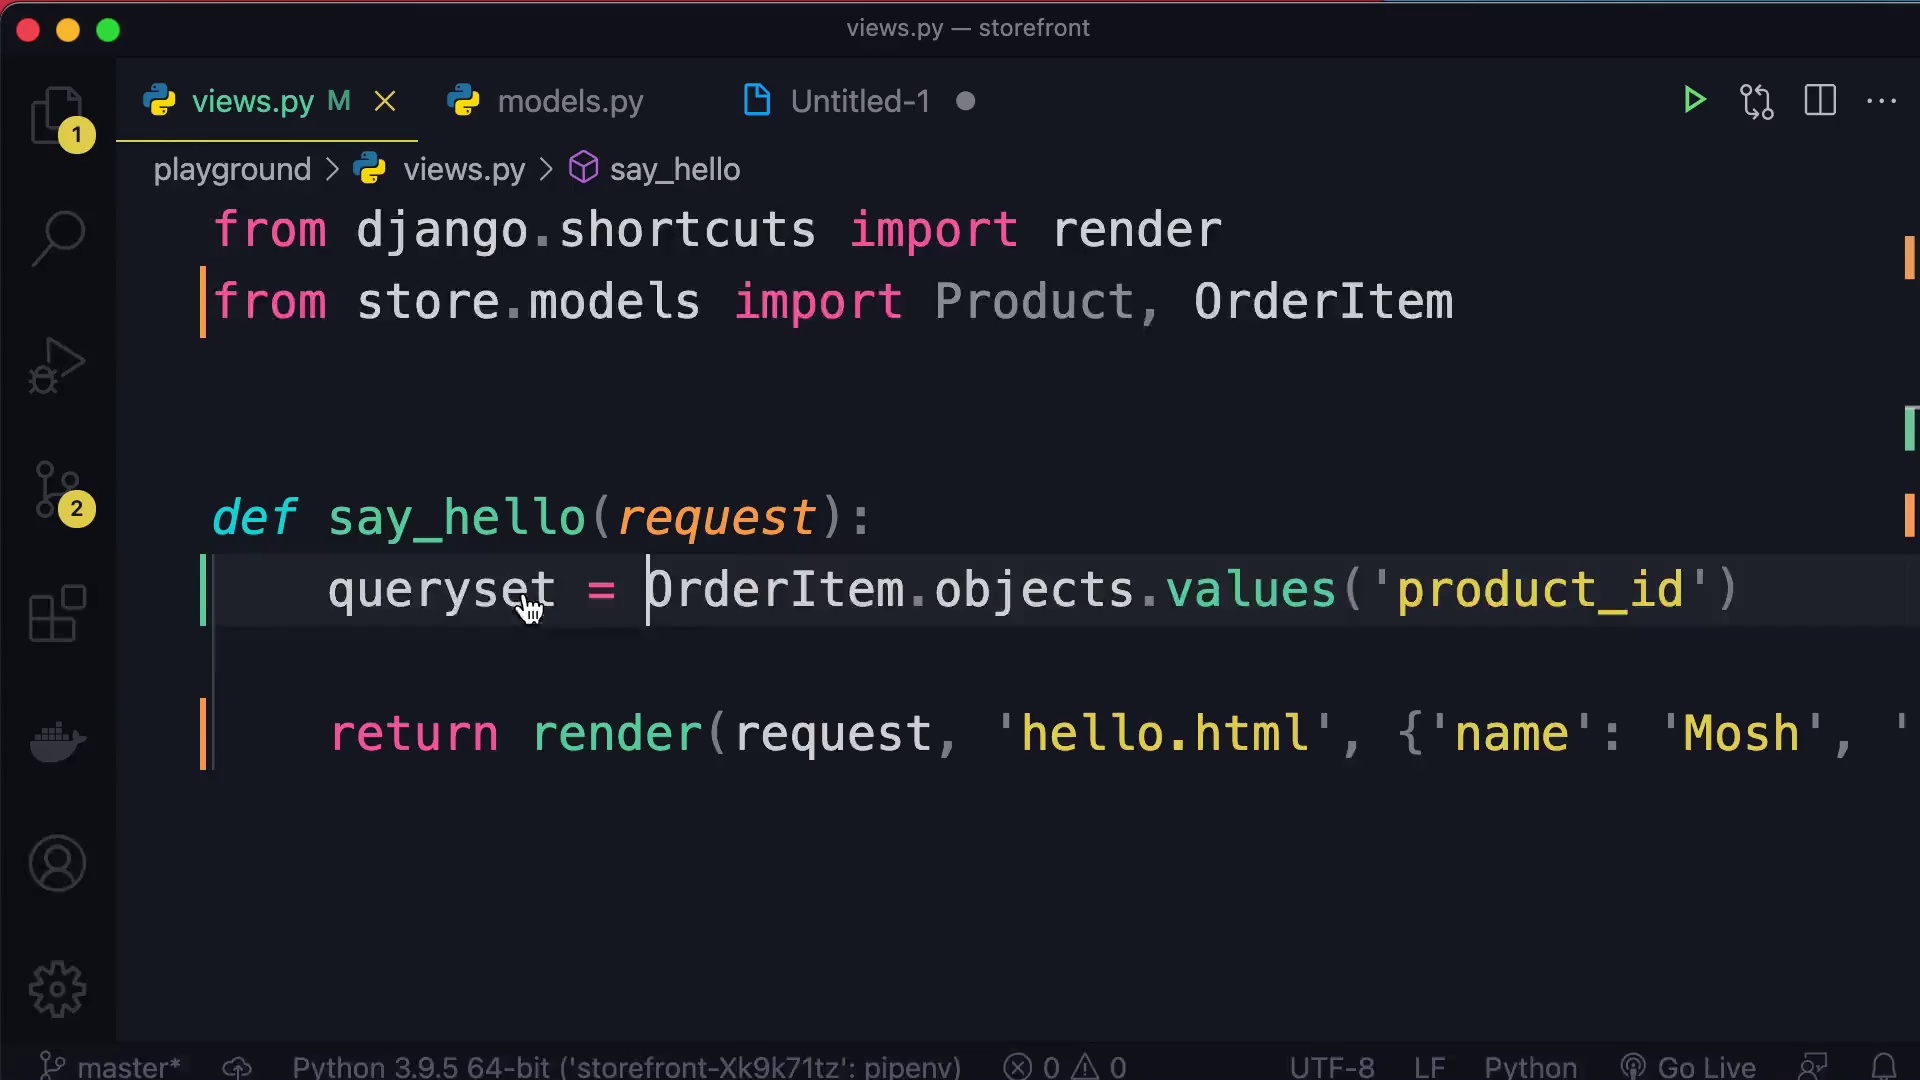 views.py — storefront
views.py M models.py Untitled-1
1
playground > views.py > say_hello
from django.shortcuts import render
from store.models import Product, OrderItem
2
def say_hello(request):
queryset = OrderItem.objects.values('product_id')
return render(request, 'hello.html', {'name': 'Mosh', '
master* Python 3.9.5 64-bit ('storefront-Xk9k71tz': pipenv) 0 0 UTF-8 LF Python Go Live